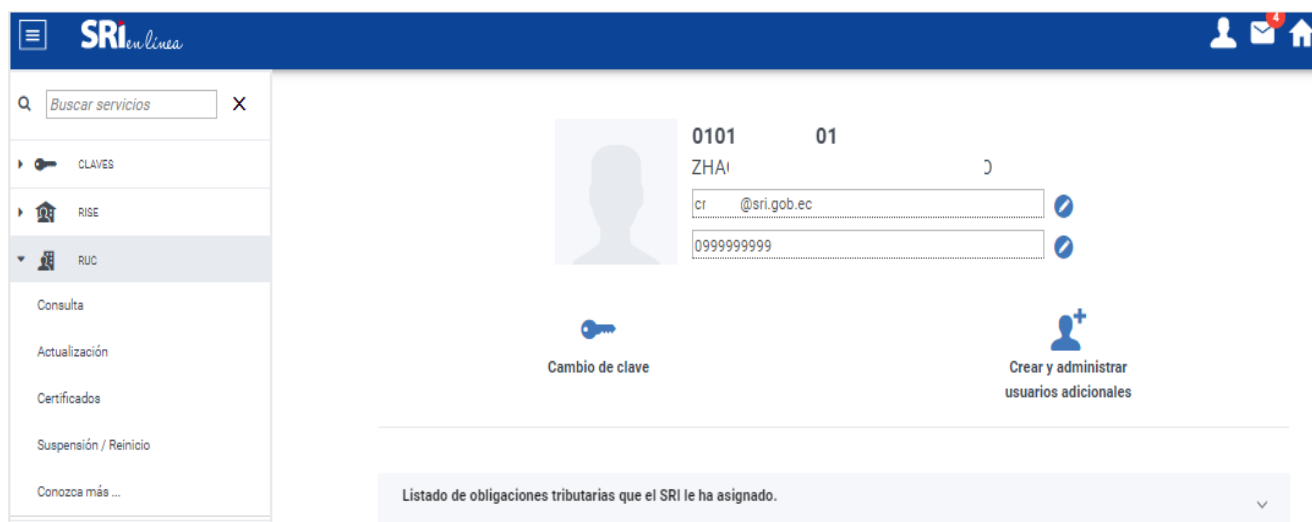 SRi en línea
4
Buscar servicios
X
CLAVES
RISE
RUC
Consulta
Actualización
Certificados
Suspensión / Reinicio
Conozca más ...
0101 01
ZHA
@sri.gob.ec
0999999999
Cambio de clave
Crear y administrar
usuarios adicionales
Listado de obligaciones tributarias que el SRI le ha asignado.